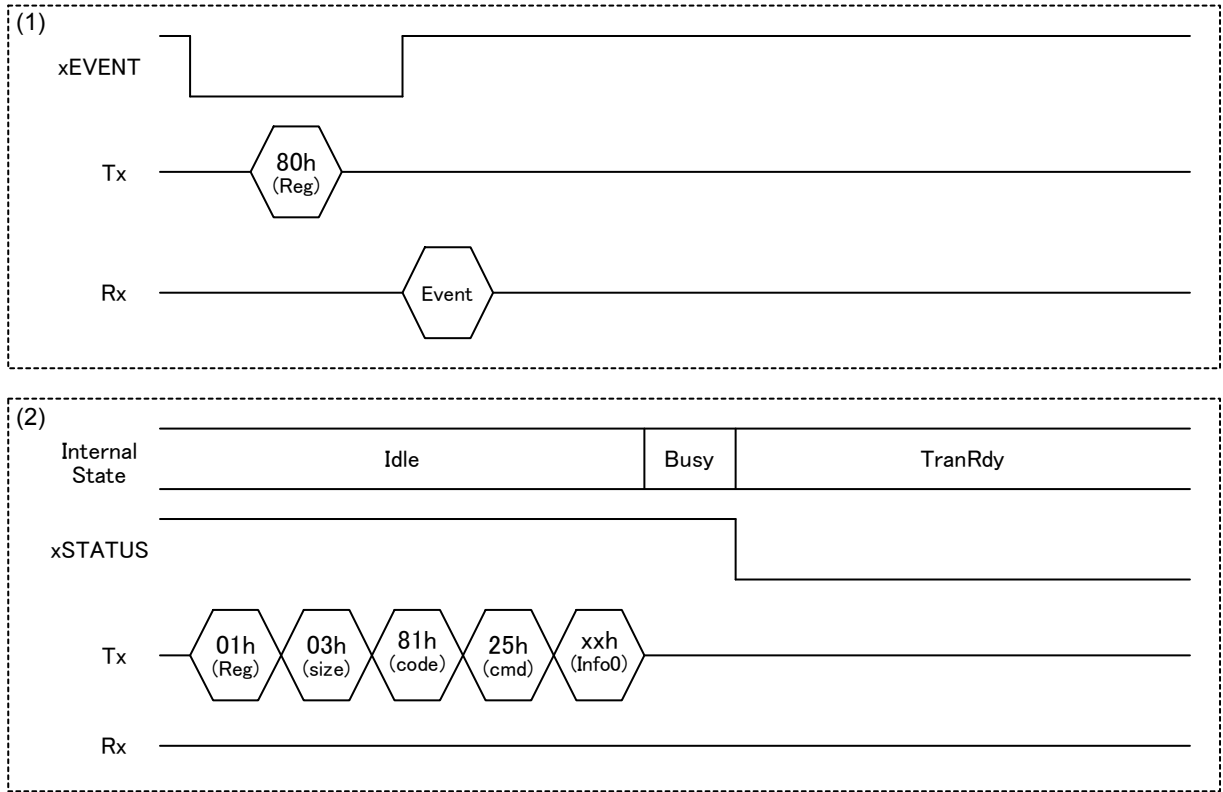 (1)
xEVENT
Tx
80h
(Reg)
Rx
Event
(2)
Internal
State
Idle
Busy
TranRdy
xSTATUS
Tx
01h
(Reg)
03h
(size)
81h
(code)
25h
(cmd)
xxh
(Info0)
Rx